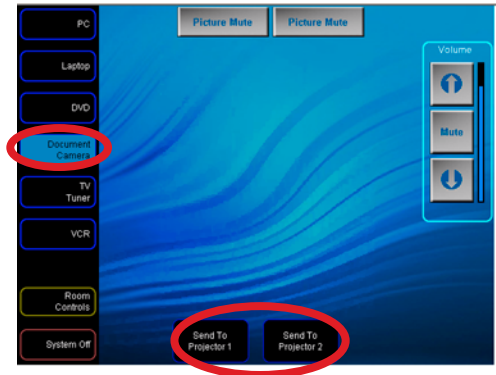 PC
Picture Mute
Picture Mute
Volume
Laptop
DVD
Mute
Document
Camera
TV
Tuner
VCR
Room
Controls
System Off
Send To
Projector 1
Send To
Projector 2